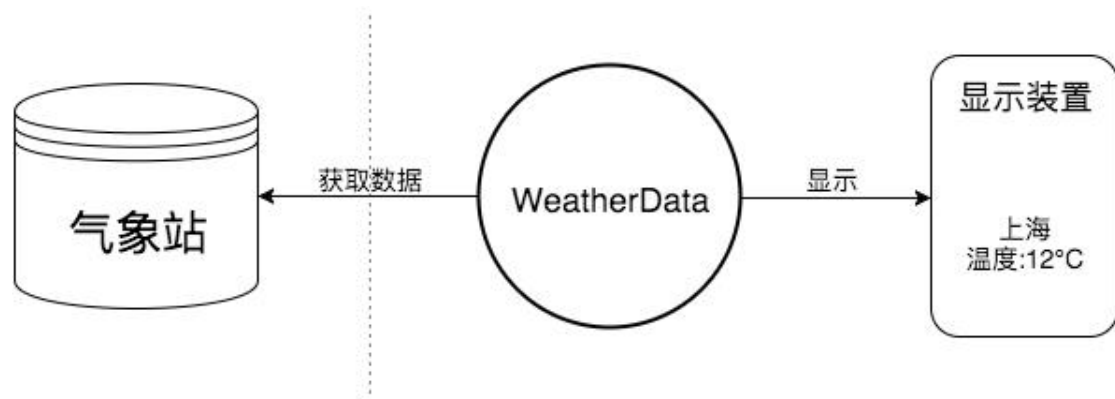 气象站
获取数据
WeatherData
显示
显示装置
上海
温度:12°C